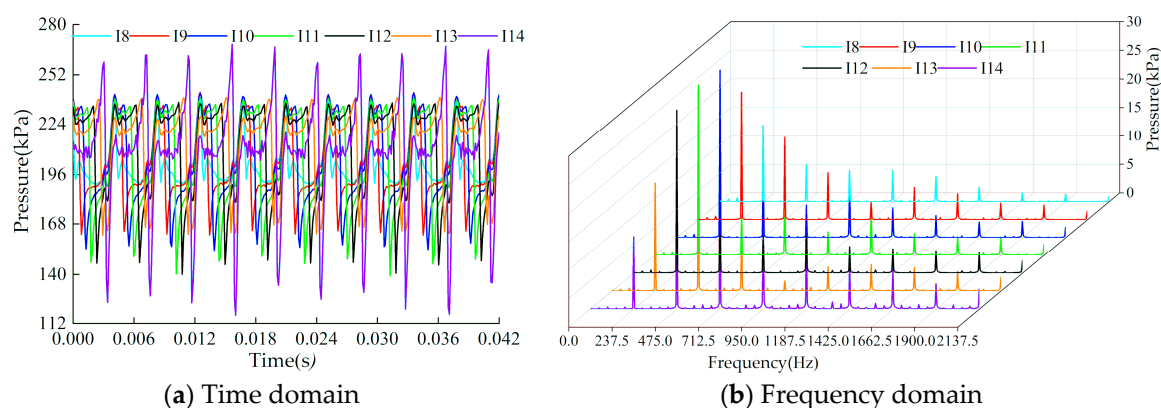 280
252
224
196
168
140
112
Pressure(kPa)
I8 I9 I10 I11 I12 I13 I14
0.000 0.006 0.012 0.018 0.024 0.030 0.036 0.042
Time(s)
(a) Time domain
I8 I9 I10 I11
I12 I13 I14
30
25
20
15
10
5
0
Pressure(kPa)
0.0 237.5 475.0 712.5 950.0 1187.5 1425.0 1662.5 1900.0 2137.5
Frequency(Hz)
(b) Frequency domain